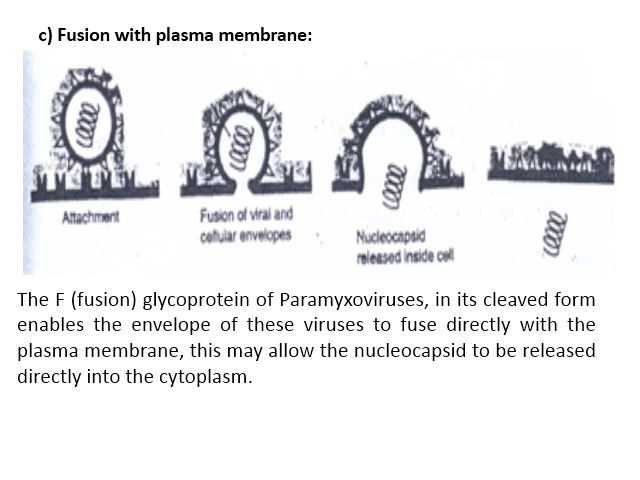 c) Fusion with plasma membrane:
Attachment
Fusion of viral and
cellular envelopes
Nucleocapsid
released inside cell
The F (fusion) glycoprotein of Paramyxoviruses, in its cleaved form
enables the envelope of these viruses to fuse directly with the
plasma membrane, this may allow the nucleocapsid to be released
directly into the cytoplasm.